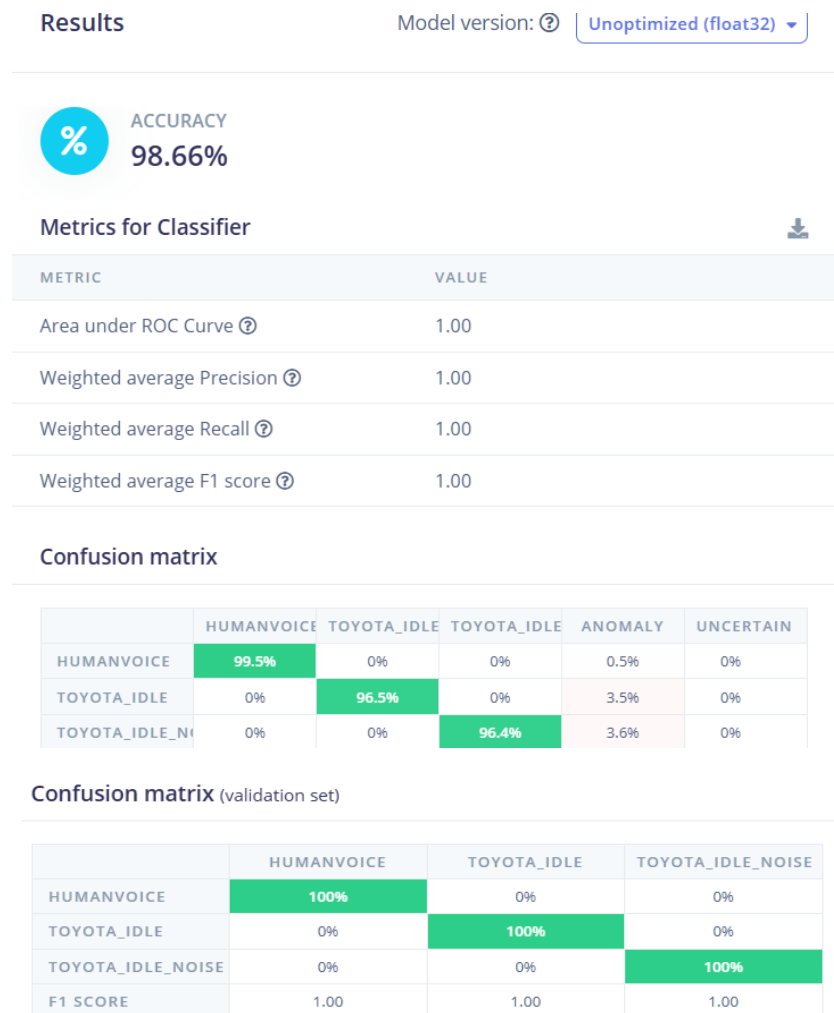 Results Model version: Unoptimized (float32)
%
ACCURACY
98.66%
Metrics for Classifier
METRIC VALUE
Area under ROC Curve ? 1.00
Weighted average Precision ? 1.00
Weighted average Recall ? 1.00
Weighted average F1 score ? 1.00
Confusion matrix
HUMANVOICE TOYOTA_IDLE TOYOTA_IDLE ANOMALY UNCERTAIN
HUMANVOICE 99.5% 0% 0% 0.5% 0%
TOYOTA_IDLE 0% 96.5% 0% 3.5% 0%
TOYOTA_IDLE_N 0% 0% 96.4% 3.6% 0%
Confusion matrix (validation set)
HUMANVOICE TOYOTA_IDLE TOYOTA_IDLE_NOISE
HUMANVOICE 100% 0% 0%
TOYOTA_IDLE 0% 100% 0%
TOYOTA_IDLE_NOISE 0% 0% 100%
F1 SCORE 1.00 1.00 1.00